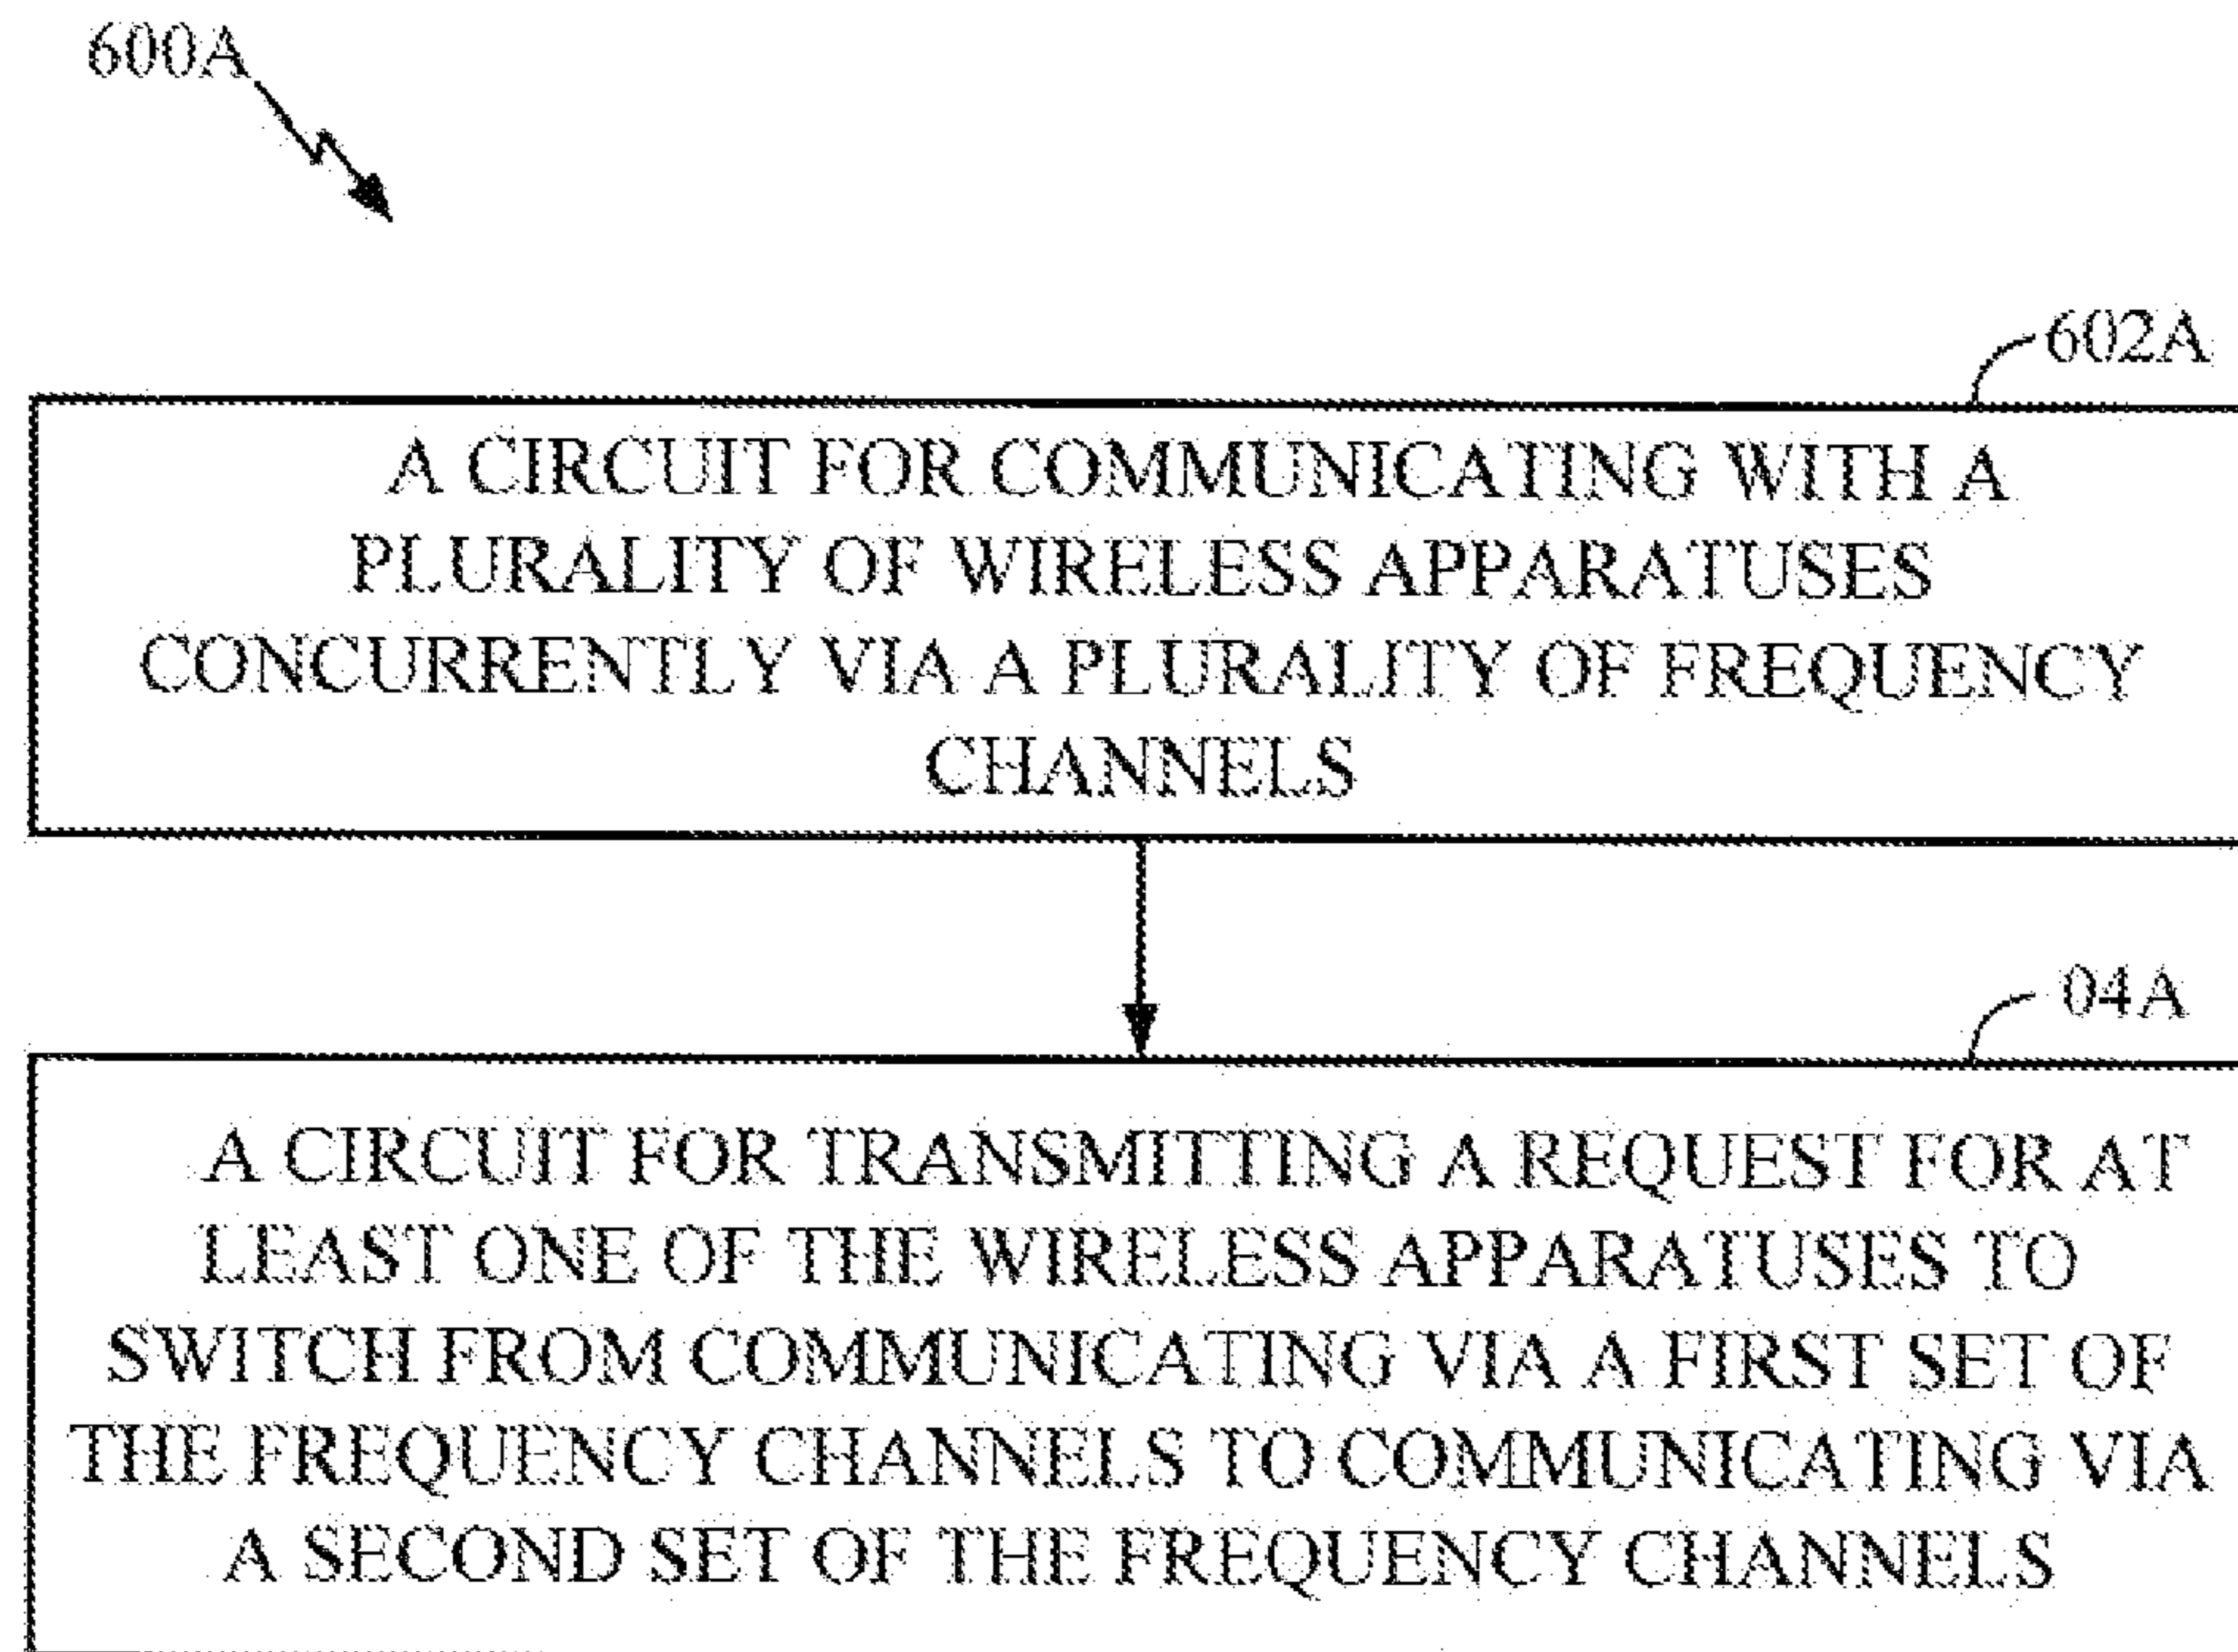 600A
602A
A CIRCUIT FOR COMMUNICATING WITH A
PLURALITY OF WIRELESS APPARATUSES
CONCURRENTLY VIA A PLURALITY OF FREQUENCY
CHANNELS
04A
A CIRCUIT FOR TRANSMITTING A REQUEST FOR AT
LEAST ONE OF THE WIRELESS APPARATUSES TO
SWITCH FROM COMMUNICATING VIA A FIRST SET OF
THE FREQUENCY CHANNELS TO COMMUNICATING VIA
A SECOND SET OF THE FREQUENCY CHANNELS